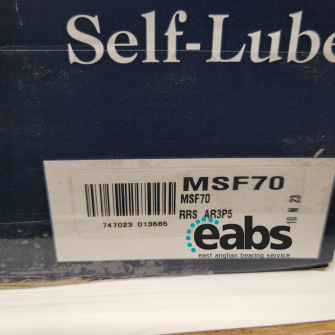 Self-Lube
MSF70
MSF70
RRS AR3P5
10 N 23
747023 013685
eabs
east anglian bearing service